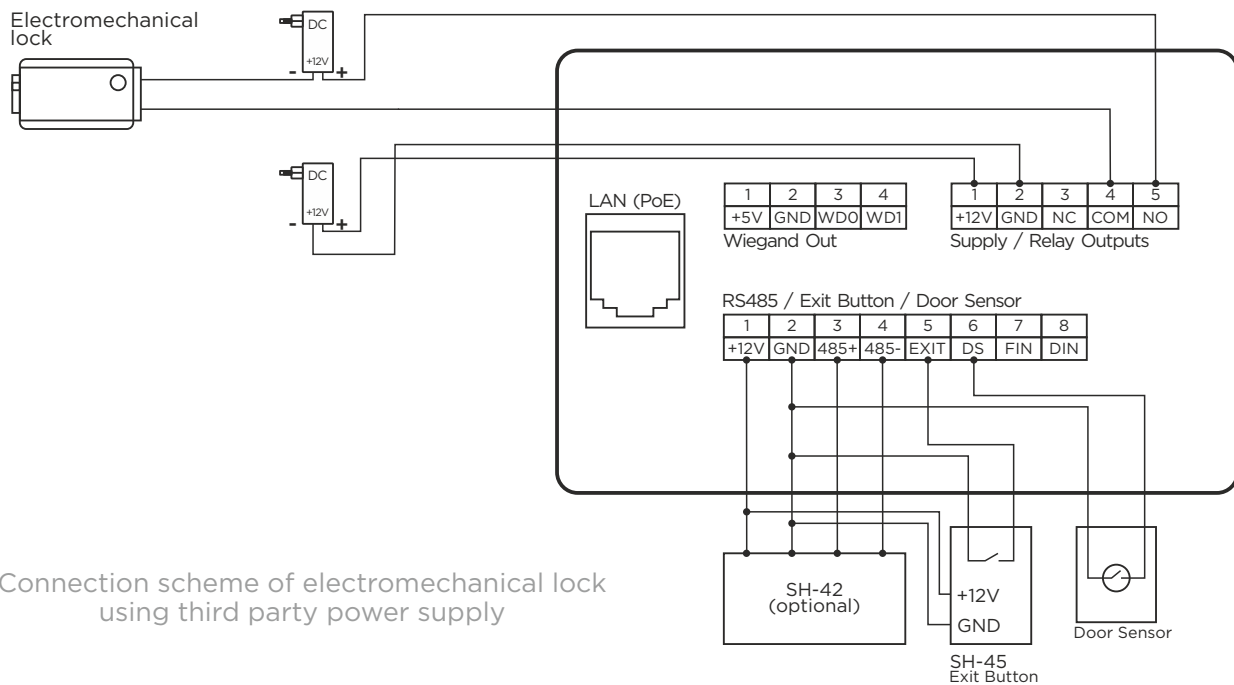 Electromechanical
lock
DC
+12V
- +
DC
+12V
- +
LAN (PoE)
1 2 3 4
+5V GND WD0 WD1
Wiegand Out
1 2 3 4 5
+12V GND NC COM NO
Supply / Relay Outputs
RS485 / Exit Button / Door Sensor
1 2 3 4 5 6 7 8
+12V GND 485+ 485- EXIT DS FIN DIN
Connection scheme of electromechanical lock
using third party power supply
SH-42
(optional)
+12V
GND
SH-45
Exit Button
Door Sensor